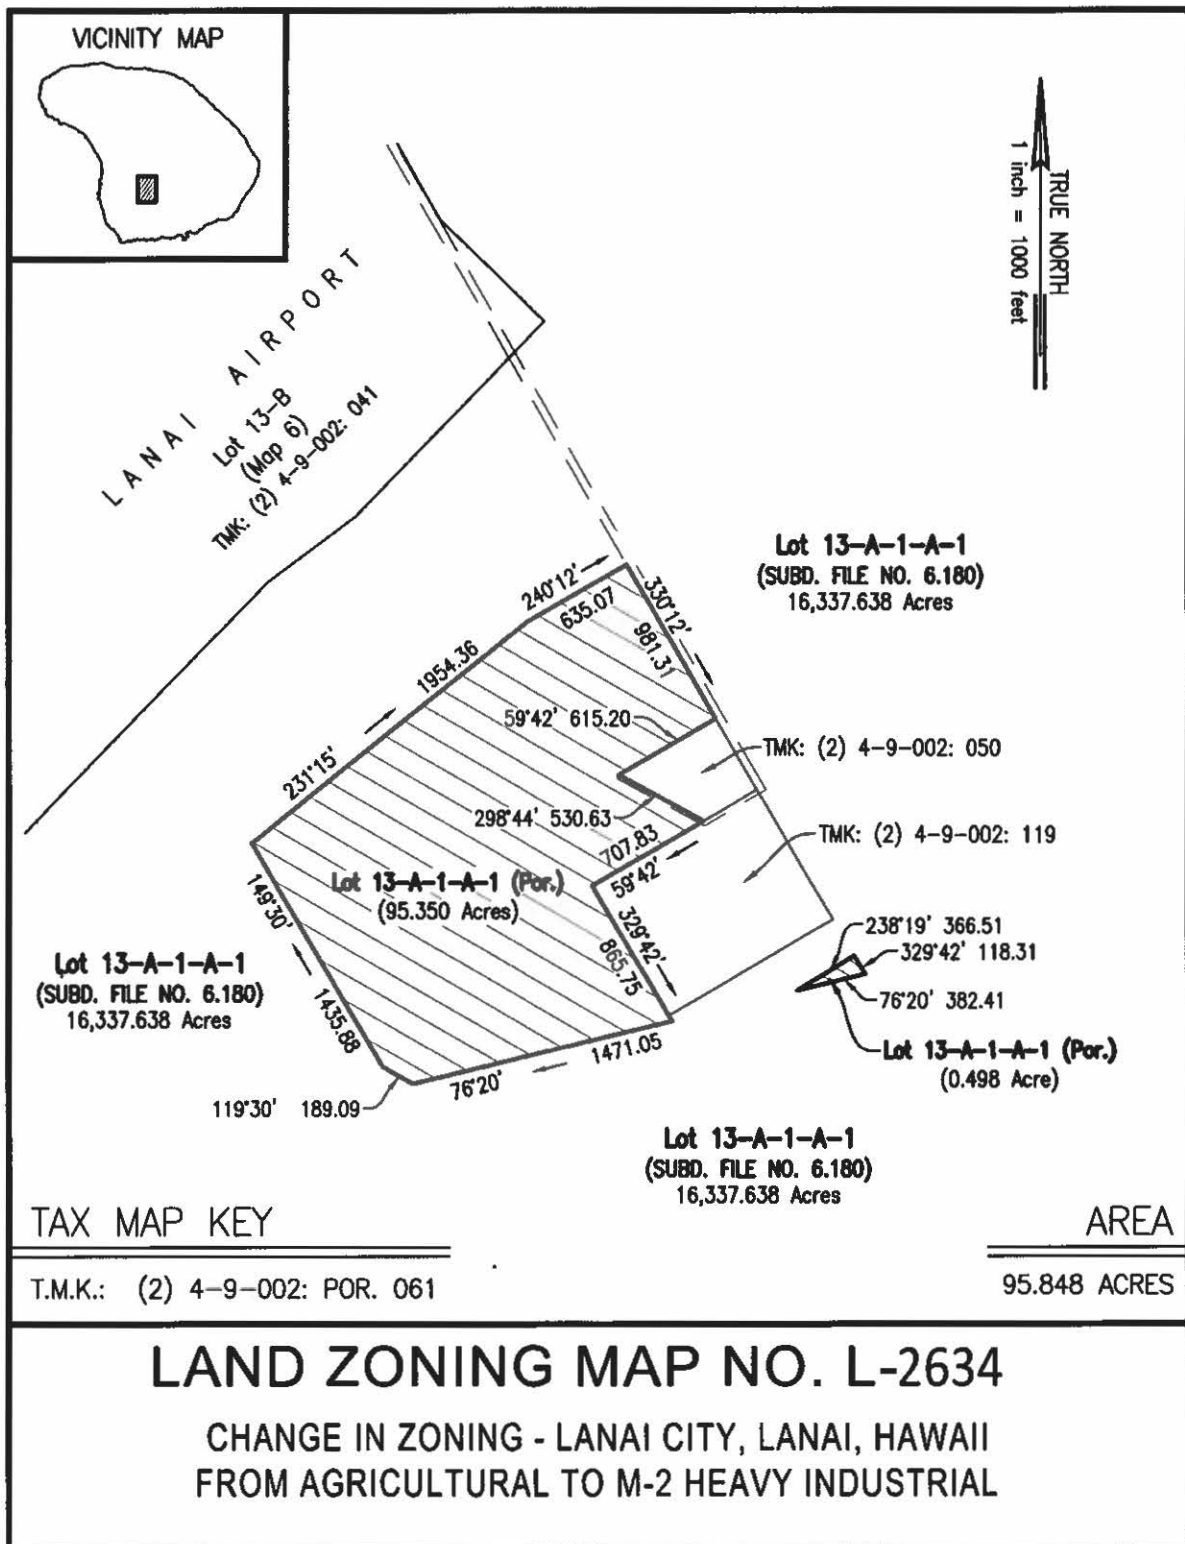 VICINITY MAP
TRUE NORTH
1 inch = 1000 feet
LANAI AIRPORT
Lot 13-B
(Map 6)
TMK: (2) 4-9-002: 041
Lot 13-A-1-A-1
(SUBD. FILE NO. 6.180)
16,337.638 Acres
240°12'
635.07
330°12'
981.31
1954.36
231°15'
59°42' 615.20
TMK: (2) 4-9-002: 050
298°44' 530.63
TMK: (2) 4-9-002: 119
707.83
59°42'
Lot 13-A-1-A-1 (Por.)
(95.350 Acres)
149°30'
329°42'
865.75
238°19' 366.51
329°42' 118.31
76°20' 382.41
Lot 13-A-1-A-1
(SUBD. FILE NO. 6.180)
16,337.638 Acres
1435.88
1471.05
76°20'
Lot 13-A-1-A-1 (Por.)
(0.498 Acre)
119°30' 189.09
Lot 13-A-1-A-1
(SUBD. FILE NO. 6.180)
16,337.638 Acres
TAX MAP KEY
AREA
T.M.K.: (2) 4-9-002: POR. 061
95.848 ACRES
LAND ZONING MAP NO. L-2634
CHANGE IN ZONING - LANAI CITY, LANAI, HAWAII
FROM AGRICULTURAL TO M-2 HEAVY INDUSTRIAL